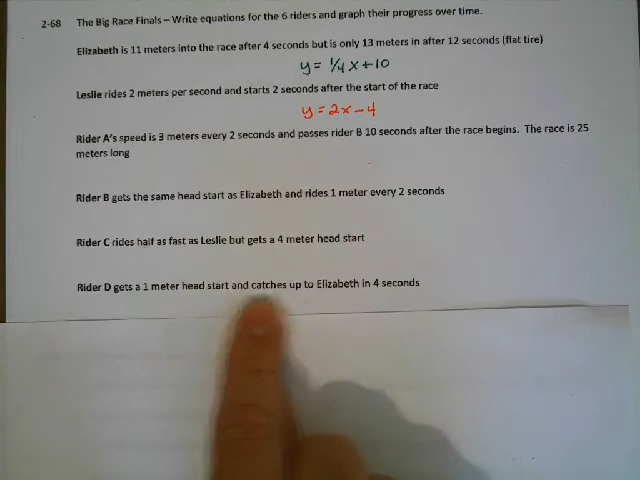 2-68 The Big Race Finals – Write equations for the 6 riders and graph their progress over time.
Elizabeth is 11 meters into the race after 4 seconds but is only 13 meters in after 12 seconds (flat tire)
y = 1/4 x + 10
Leslie rides 2 meters per second and starts 2 seconds after the start of the race
y = 2x - 4
Rider A's speed is 3 meters every 2 seconds and passes rider B 10 seconds after the race begins. The race is 25
meters long
Rider B gets the same head start as Elizabeth and rides 1 meter every 2 seconds
Rider C rides half as fast as Leslie but gets a 4 meter head start
Rider D gets a 1 meter head start and catches up to Elizabeth in 4 seconds